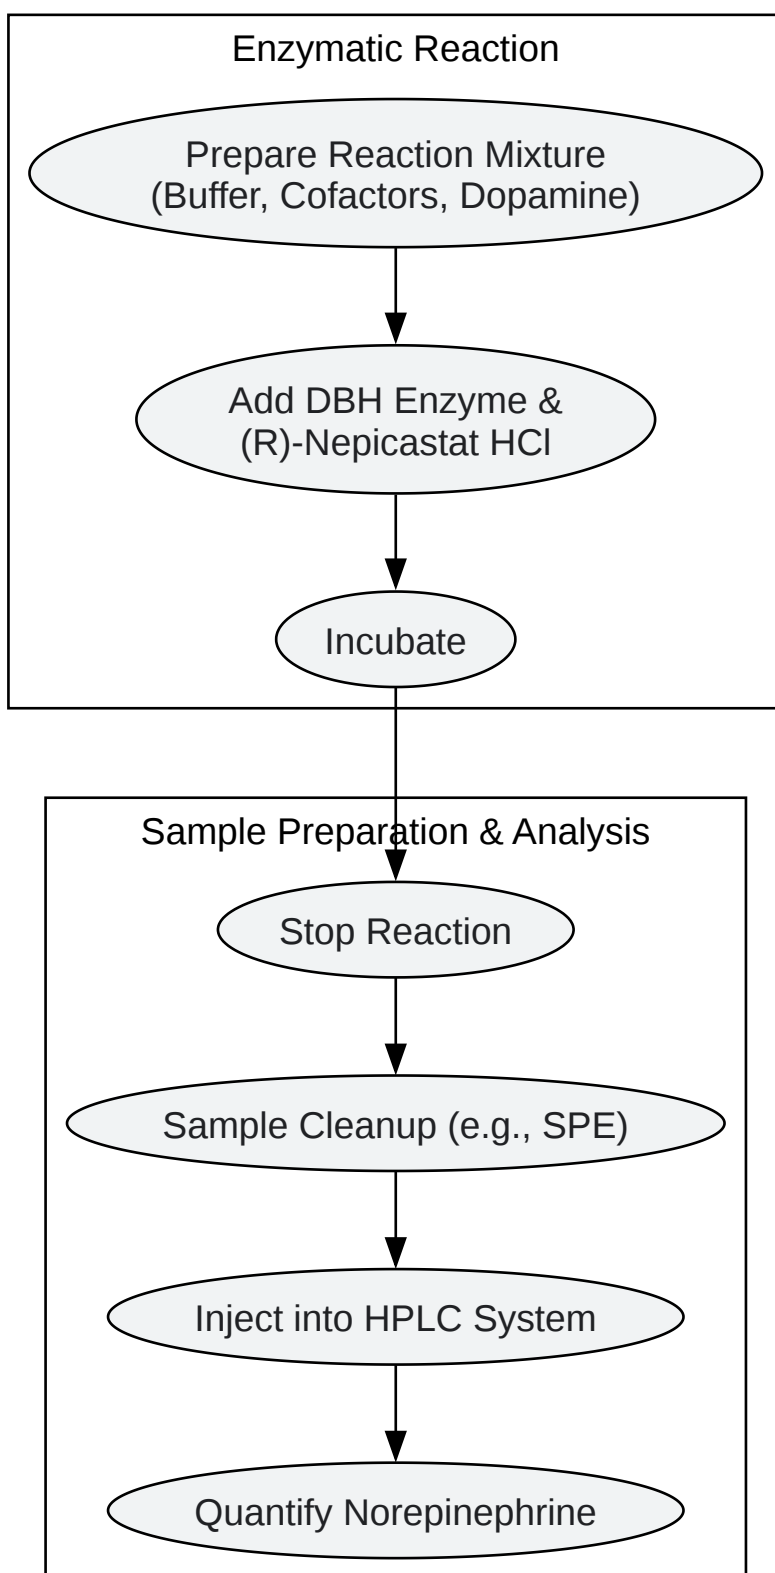 Enzymatic Reaction
Prepare Reaction Mixture
(Buffer, Cofactors, Dopamine)
Add DBH Enzyme &
(R)-Nepicastat HCl
Incubate
Sample Preparation & Analysis
Stop Reaction
Sample Cleanup (e.g., SPE)
Inject into HPLC System
Quantify Norepinephrine